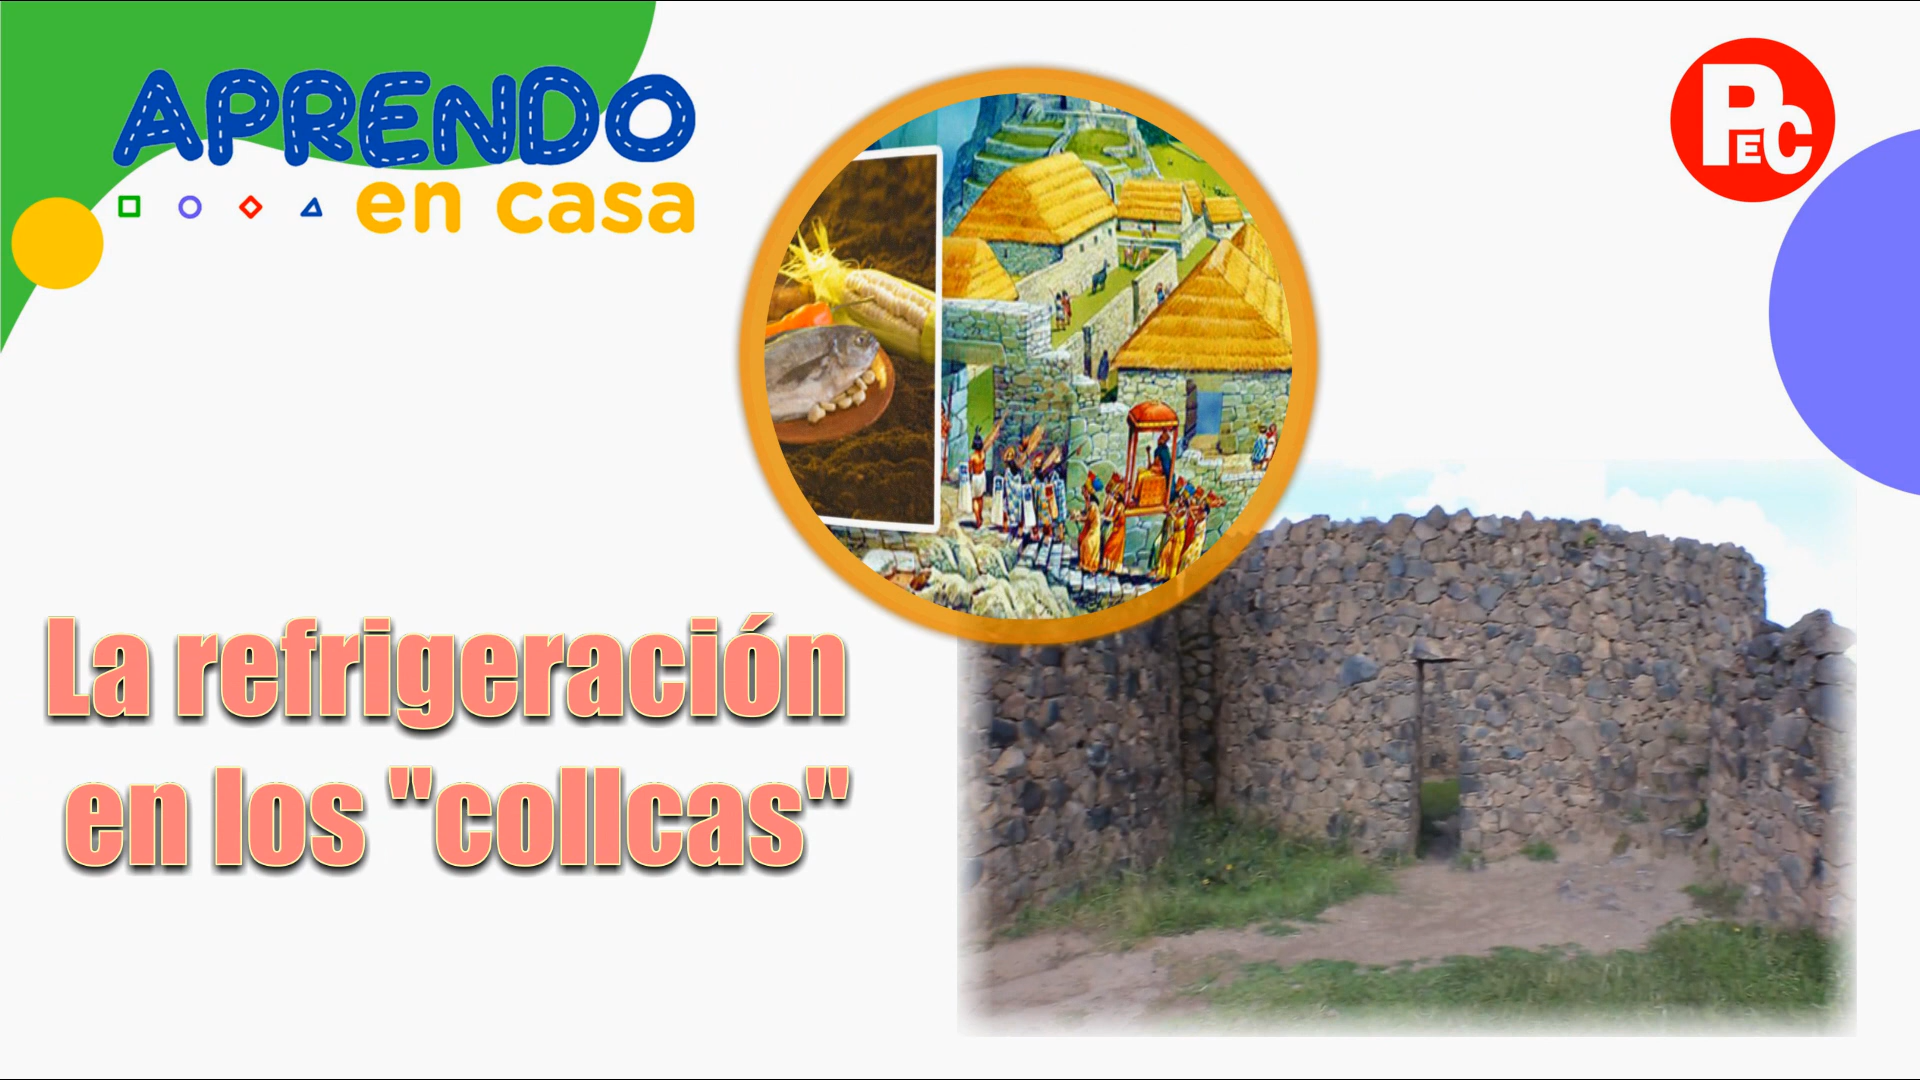 APRENDO
en casa
PEC
La refrigeración
en los "collcas"